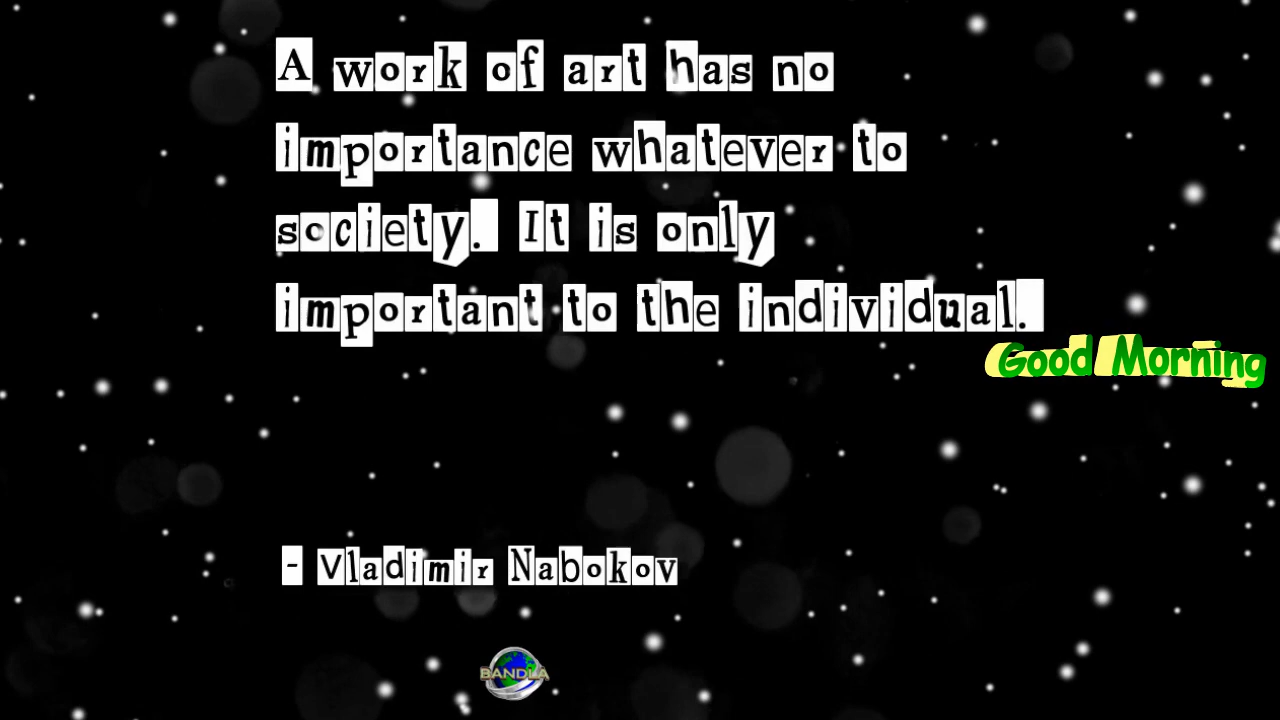 A work of art has no
importance whatever to
society. It is only
important to the individual.
Good Morning
- Vladimir Nabokov
BANDLA